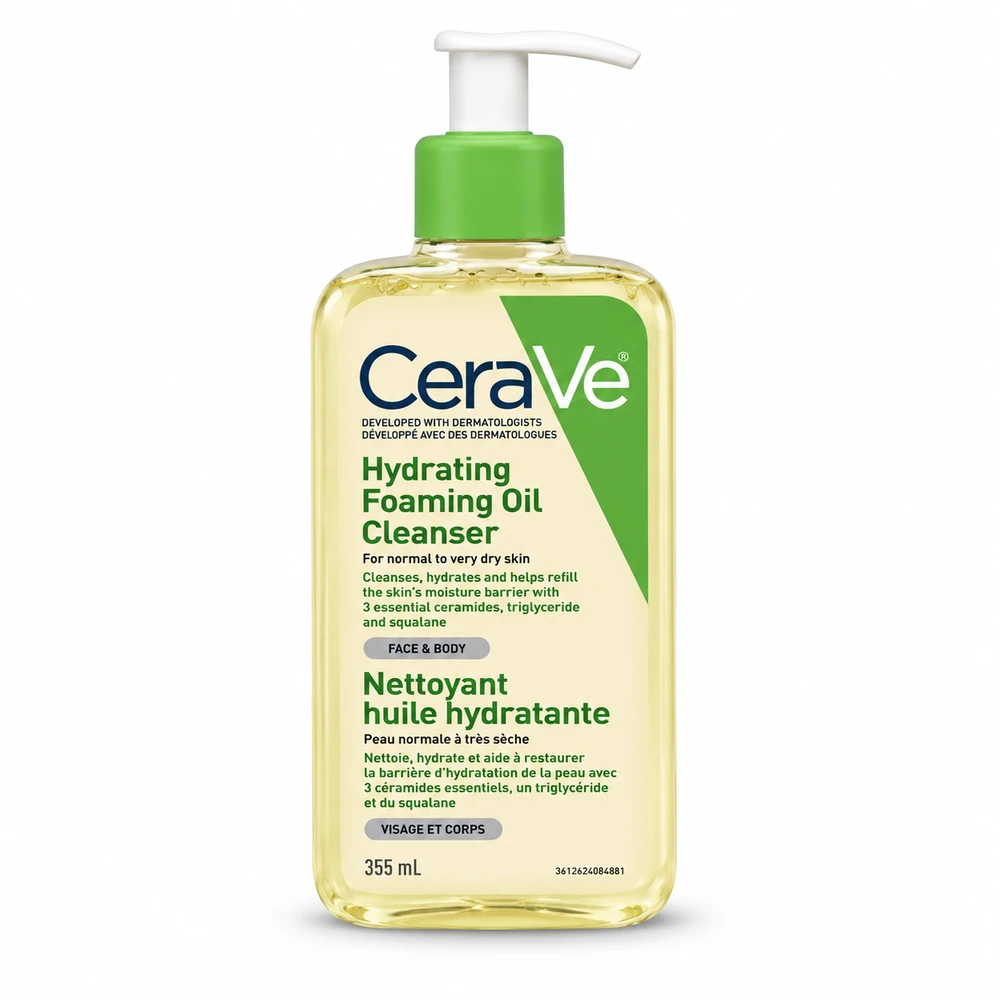 CeraVe®
DEVELOPED WITH DERMATOLOGISTS
DÉVELOPPÉ AVEC DES DERMATOLOGUES
Hydrating
Foaming Oil
Cleanser
For normal to very dry skin
Cleanses, hydrates and helps refill
the skin's moisture barrier with
3 essential ceramides, triglyceride
and squalane
FACE & BODY
Nettoyant
huile hydratante
Peau normale à très sèche
Nettoie, hydrate et aide à restaurer
la barrière d'hydratation de la peau avec
3 céramides essentiels, un triglycéride
et du squalane
VISAGE ET CORPS
355 mL
3612624084881